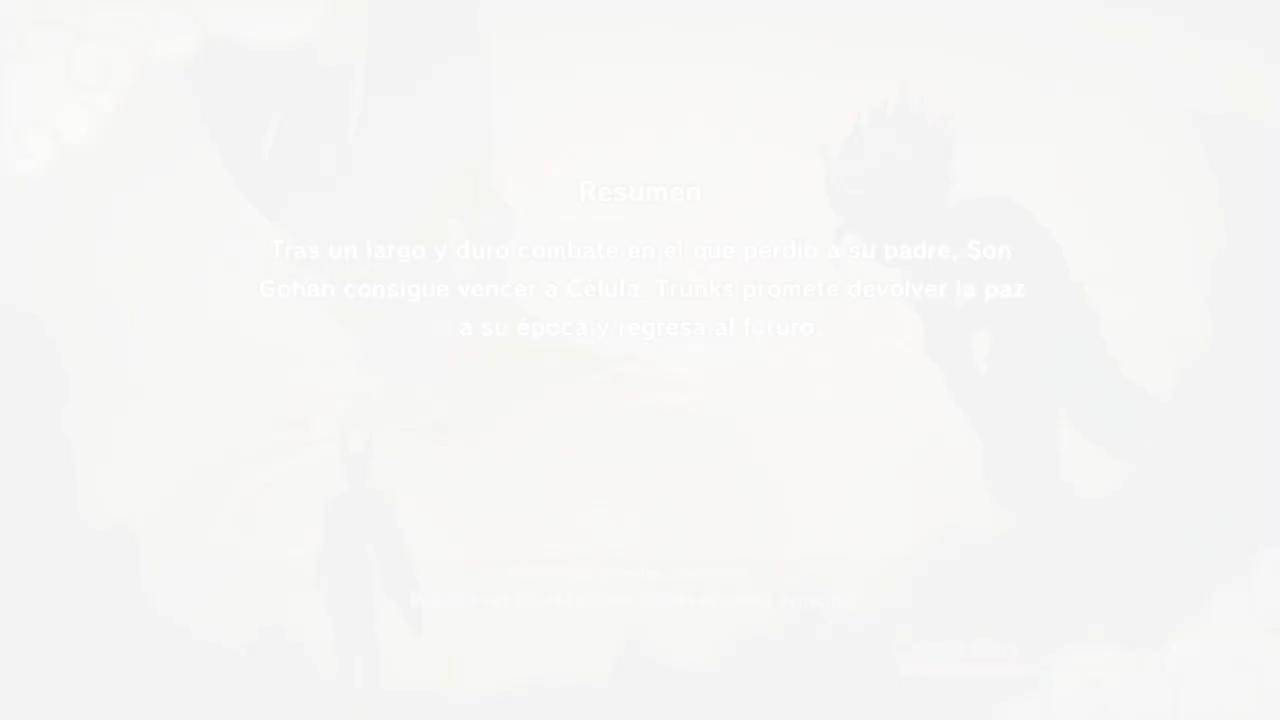 Resumen
Tras un largo y duro combate en el que perdió a su padre, Son
Gohan consigue vencer a Célula. Trunks promete devolver la paz
a su época y regresa al futuro.